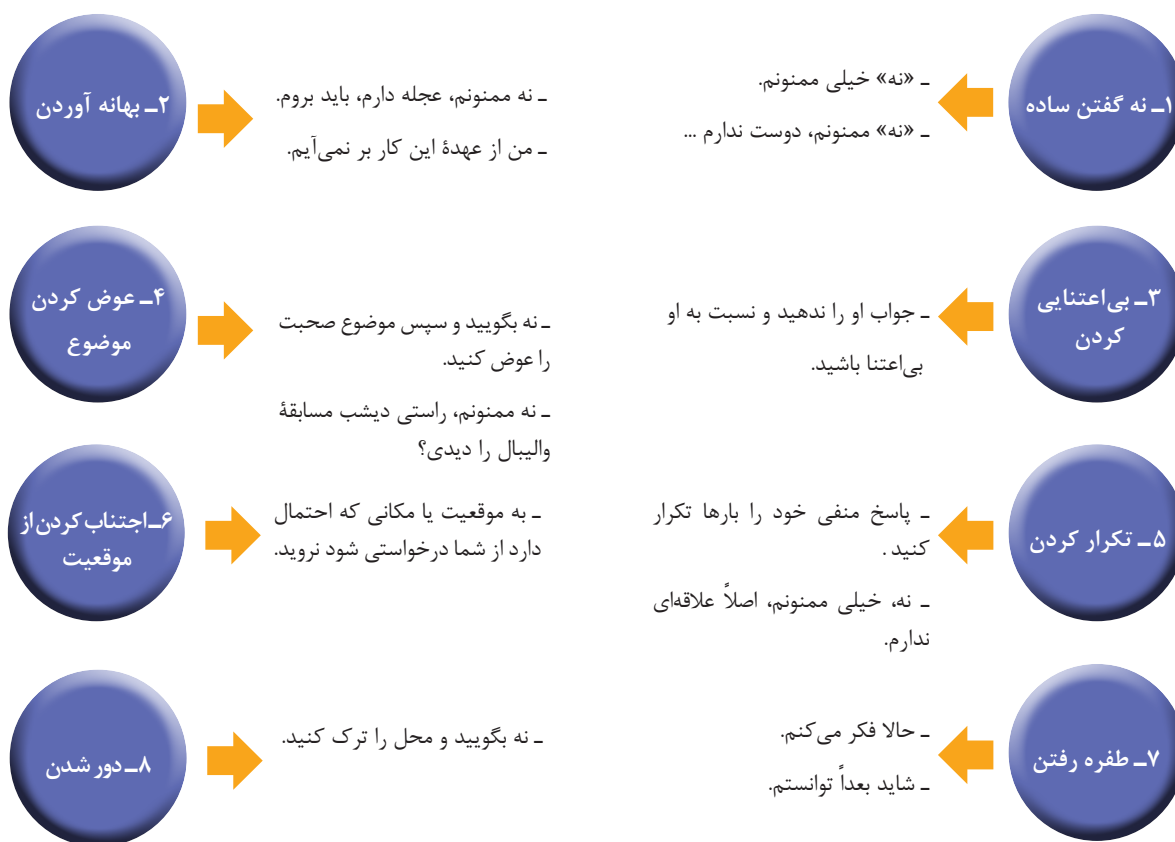 ۱ـ نه گفتن ساده
ـ «نه» خیلی ممنونم.
ـ «نه» ممنونم، دوست ندارم ...
۲ـ بهانه آوردن
ـ نه ممنونم، عجله دارم، باید بروم.
ـ من از عهدهٔ این کار بر نمی‌آیم.
۳ـ بی‌اعتنایی
کردن
ـ جواب او را ندهید و نسبت به او
بی‌اعتنا باشید.
۴ـ عوض کردن
موضوع
ـ نه بگویید و سپس موضوع صحبت
را عوض کنید.
ـ نه ممنونم، راستی دیشب مسابقهٔ
والیبال را دیدی؟
۵ـ تکرار کردن
ـ پاسخ منفی خود را بارها تکرار
کنید.
ـ نه، خیلی ممنونم، اصلاً علاقه‌ای
ندارم.
۶ـ اجتناب کردن از
موقعیت
ـ به موقعیت یا مکانی که احتمال
دارد از شما درخواستی شود نروید.
۷ـ طفره رفتن
ـ حالا فکر می‌کنم.
ـ شاید بعداً توانستم.
۸ـ دور شدن
ـ نه بگویید و محل را ترک کنید.